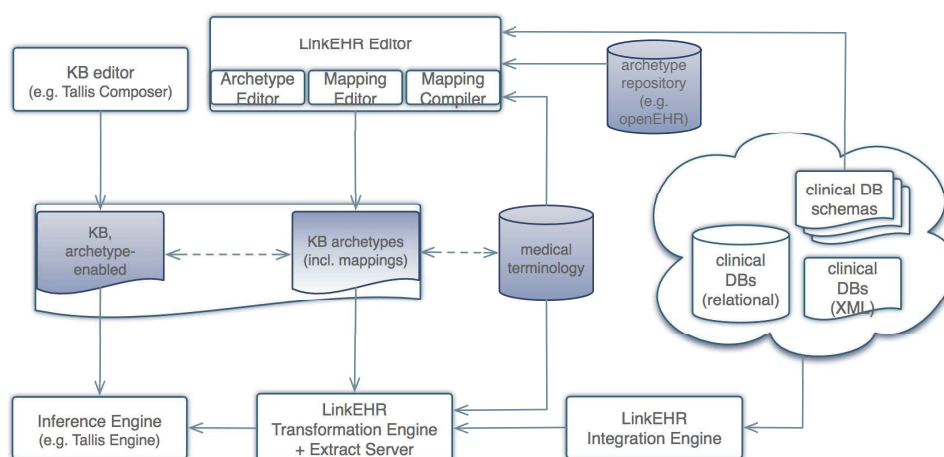 LinkEHR Editor
KB editor
(e.g. Tallis Composer)
Archetype
Editor
Mapping
Editor
Mapping
Compiler
archetype
repository
(e.g.
openEHR)
clinical DB
schemas
KB,
archetype-
enabled
KB archetypes
(incl. mappings)
medical
terminology
clinical
DBs
(relational)
clinical
DBs
(XML)
Inference Engine
(e.g. Tallis Engine)
LinkEHR
Transformation Engine
+ Extract Server
LinkEHR
Integration Engine